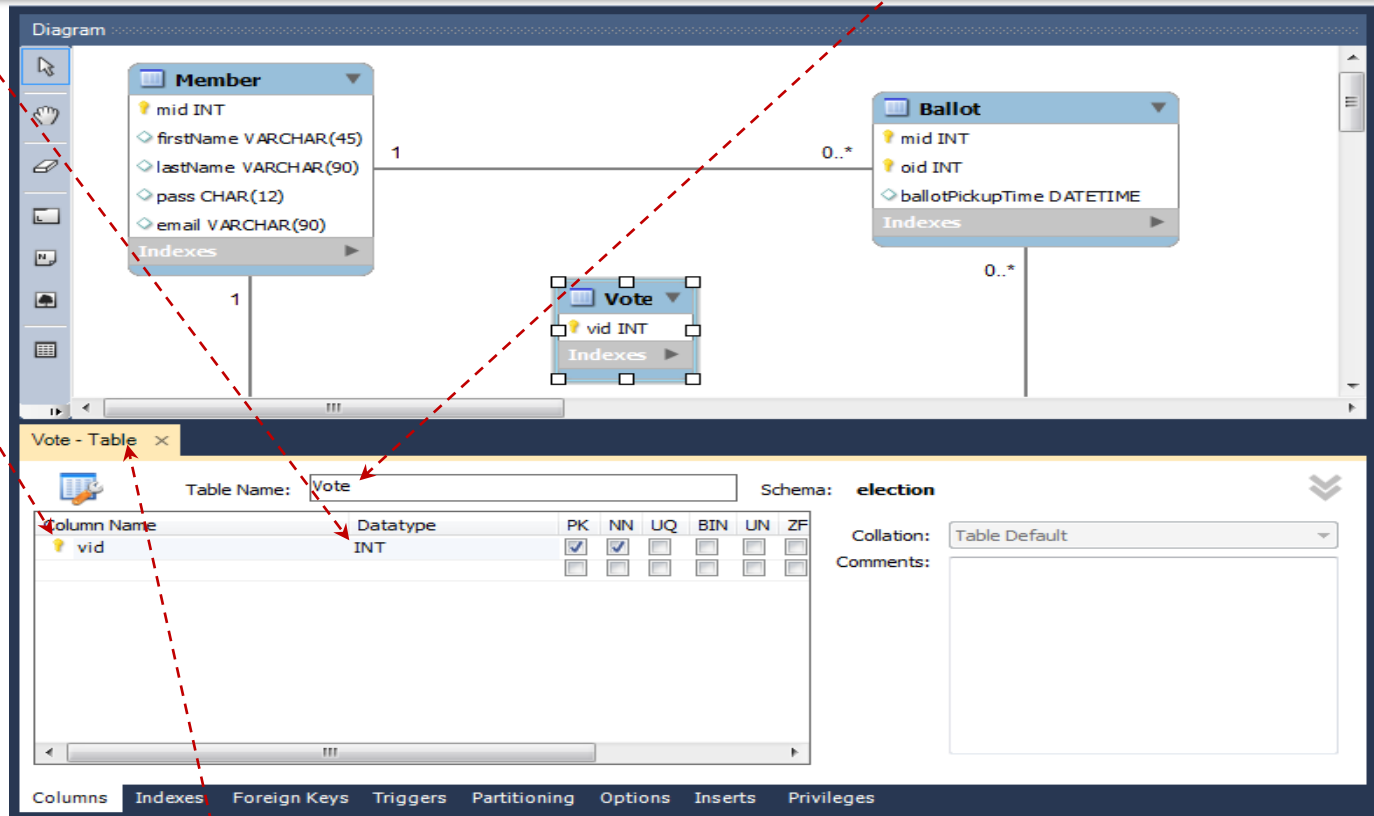 Diagram
Member
mid INT
firstName VARCHAR(45)
lastName VARCHAR(90)
pass CHAR(12)
email VARCHAR(90)
Indexes
1
0..*
Ballot
mid INT
oid INT
ballotPickupTime DATETIME
Indexes
1
0..*
Vote
vid INT
Indexes
Vote - Table
Table Name: Vote Schema: election
Column Name Datatype PK NN UQ BIN UN ZF
vid INT
Collation: Table Default
Comments:
Columns Indexes Foreign Keys Triggers Partitioning Options Inserts Privileges